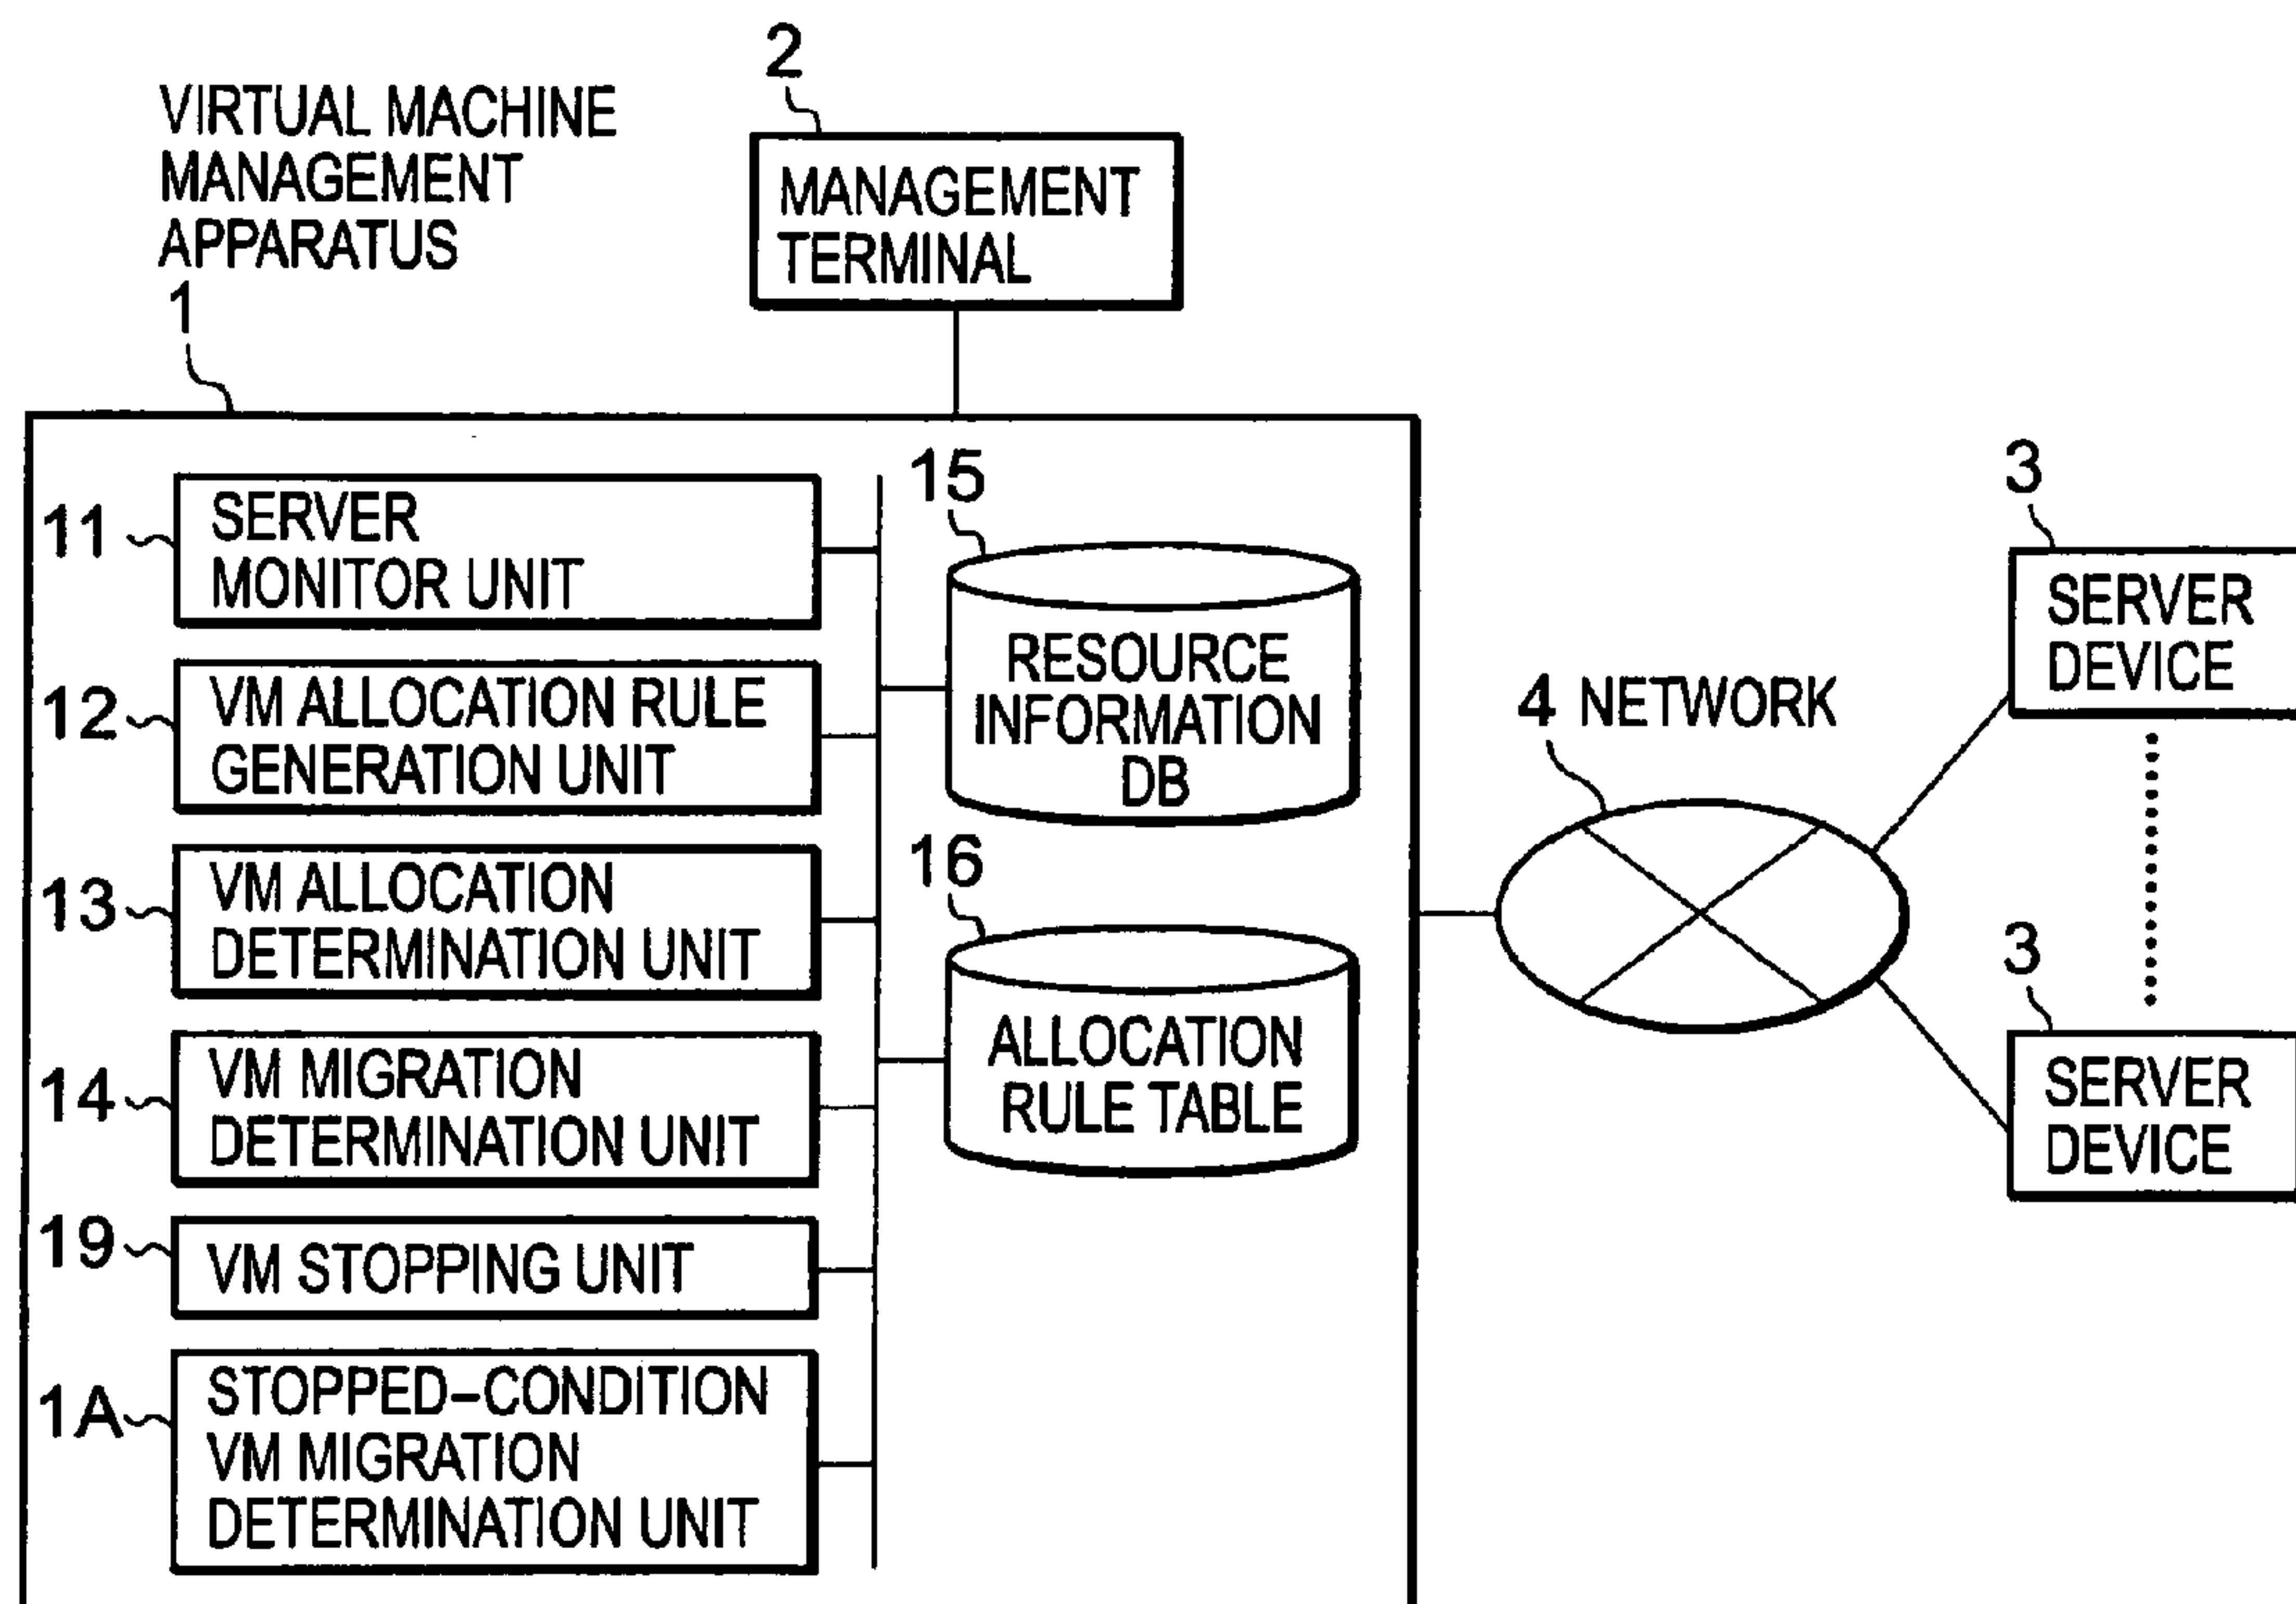 2
VIRTUAL MACHINE
MANAGEMENT
APPARATUS
1
MANAGEMENT
TERMINAL
11
SERVER
MONITOR UNIT
12
VM ALLOCATION RULE
GENERATION UNIT
13
VM ALLOCATION
DETERMINATION UNIT
14
VM MIGRATION
DETERMINATION UNIT
19
VM STOPPING UNIT
1A
STOPPED-CONDITION
VM MIGRATION
DETERMINATION UNIT
15
RESOURCE
INFORMATION
DB
16
ALLOCATION
RULE TABLE
4 NETWORK
3
SERVER
DEVICE
3
SERVER
DEVICE